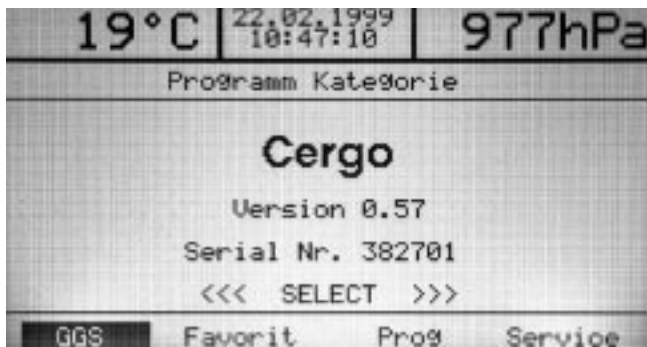 19°C 22.02.1999 977hPa
10:47:10
Programm Kategorie
Cergo
Version 0.57
Serial Nr. 382701
<<< SELECT >>>
GGS Favorit Prog Service